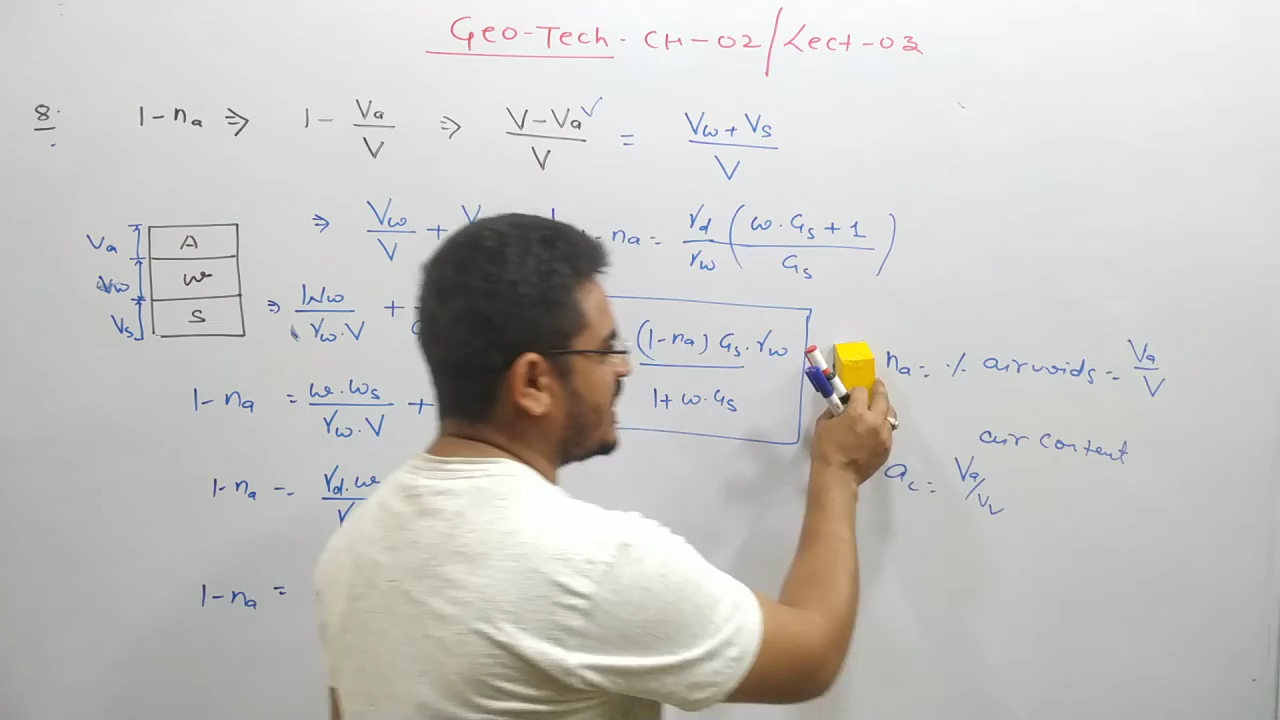 Geo-Tech. CH-02/Lect-03
8. 1-na ⇒ 1 - Va/V ⇒ V-Va/V = Vw+Vs/V
⇒ Vw/V +
1-na = γd/γw (w.Gs+1/Gs)
Va A
Vw w
Vs S
⇒ Ww/γw.V +
(1-na) Gs.γw/1+w.Gs
na = % air voids = Va/V
1-na = w.Ws/γw.V +
air content
ac = Va/Vv
1-na = γd.w
1-na =